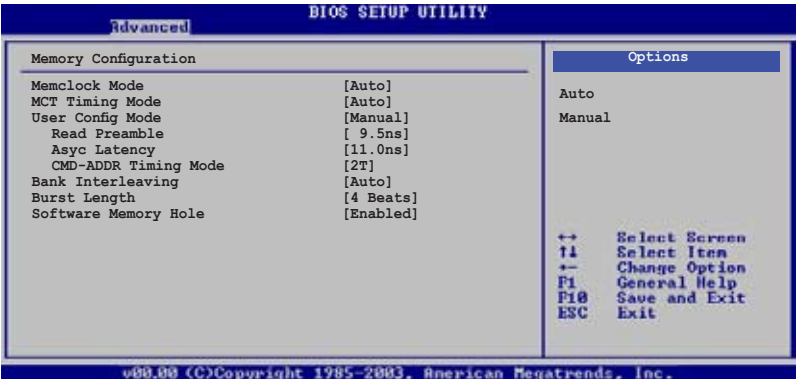 BIOS SETUP UTILITY
Advanced
Memory Configuration
Memclock Mode [Auto]
MCT Timing Mode [Auto]
User Config Mode [Manual]
Read Preamble [ 9.5ns]
Asyc Latency [11.0ns]
CMD-ADDR Timing Mode [2T]
Bank Interleaving [Auto]
Burst Length [4 Beats]
Software Memory Hole [Enabled]
Options
Auto
Manual
↔ Select Screen
↑↓ Select Item
+- Change Option
F1 General Help
F10 Save and Exit
ESC Exit
v00.00 (C)Copyright 1985-2003, American Megatrends, Inc.